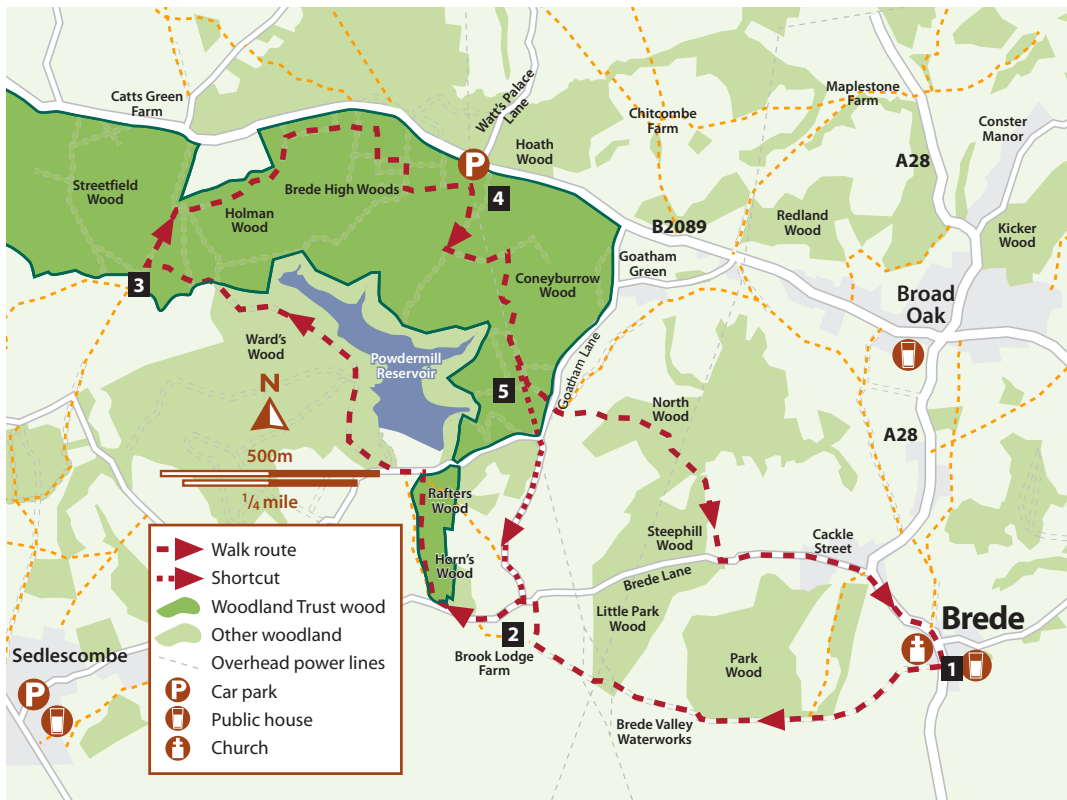 Catts Green
Farm
Watt's Palace
Lane
Chitcombe
Farm
Maplestone
Farm
Conster
Manor
Hoath
Wood
A28
P
Streetfield
Wood
Brede High Woods
4
Holman
Wood
B2089
Redland
Wood
Kicker
Wood
Goatham
Green
3
Coneyburrow
Wood
Broad
Oak
Ward's
Wood
Powdermill
Reservoir
Goatham Lane
N
5
North
Wood
A28
500m
1/4 mile
Rafters
Wood
Steephill
Wood
Cackle
Street
Horn's
Wood
Brede Lane
Little Park
Wood
Brede
2
Brook Lodge
Farm
Park
Wood
1
Brede Valley
Waterworks
Sedlescombe
P
Walk route
Shortcut
Woodland Trust wood
Other woodland
Overhead power lines
P
Car park
Public house
Church